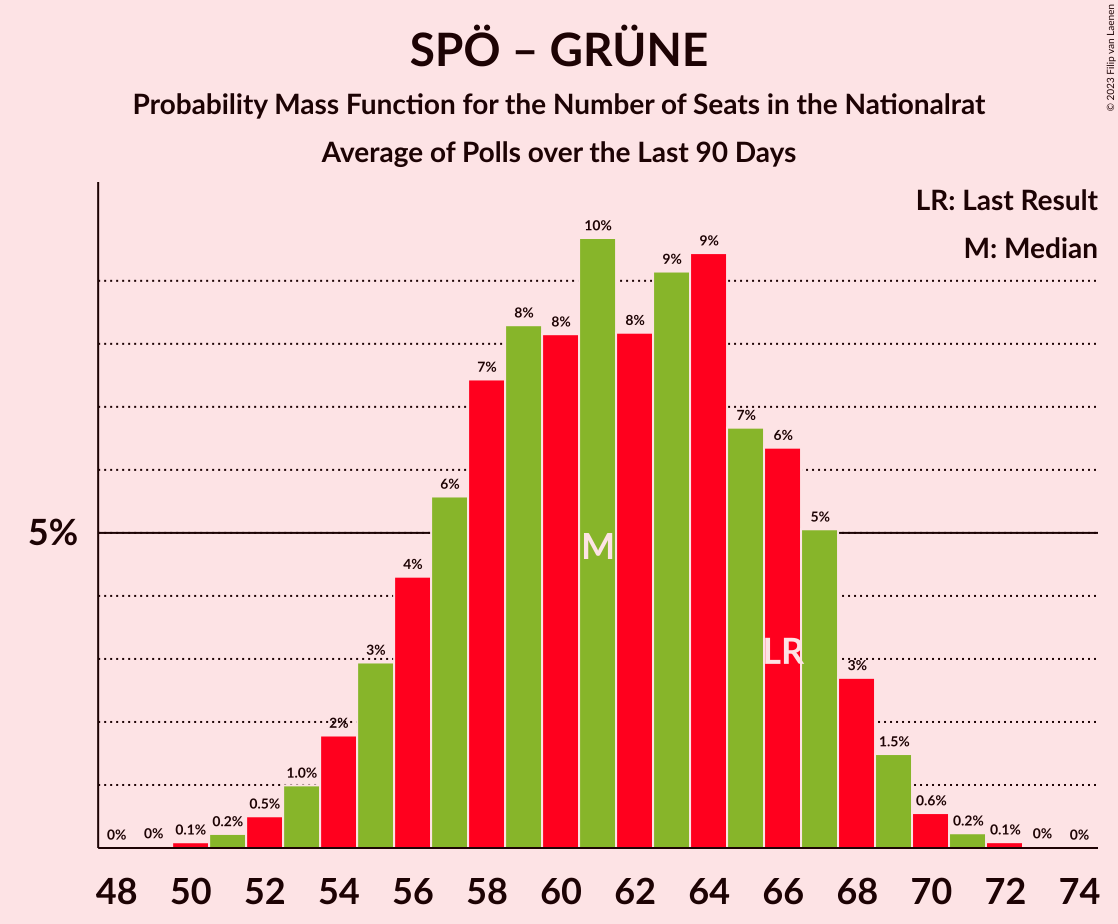 SPÖ – GRÜNE
Probability Mass Function for the Number of Seats in the Nationalrat
Average of Polls over the Last 90 Days
© 2023 Filip van Laenen
LR: Last Result
M: Median
5%
0% 0% 0.1% 0.2% 0.5% 1.0% 2% 3% 4% 6% 7% 8% 8% 10% 8% 9% 9% 7% 6% 5% 3% 1.5% 0.6% 0.2% 0.1% 0% 0%
M
LR
48 50 52 54 56 58 60 62 64 66 68 70 72 74